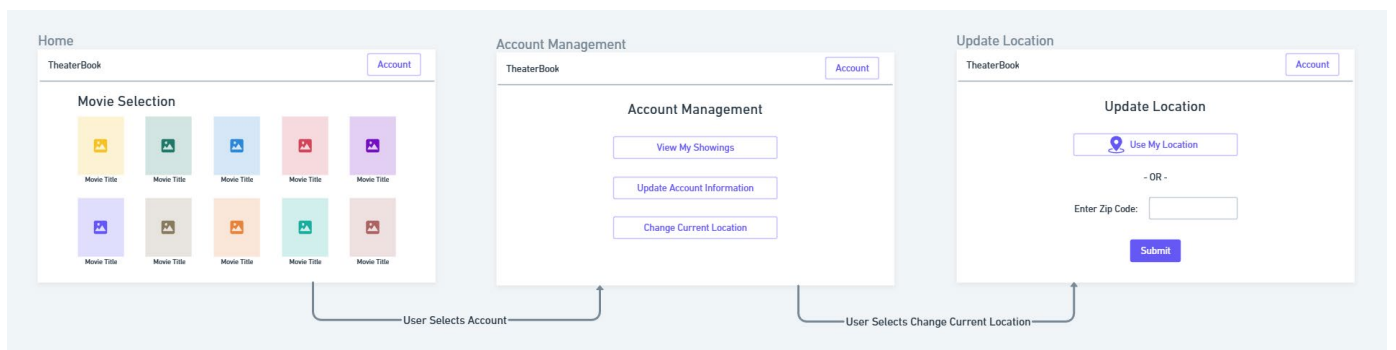 Home
TheaterBook
Account
Movie Selection
Movie Title
Movie Title
Movie Title
Movie Title
Movie Title
Movie Title
Movie Title
Movie Title
Movie Title
Movie Title
User Selects Account
Account Management
TheaterBook
Account
Account Management
View My Showings
Update Account Information
Change Current Location
User Selects Change Current Location
Update Location
TheaterBook
Account
Update Location
Use My Location
- OR -
Enter Zip Code:
Submit